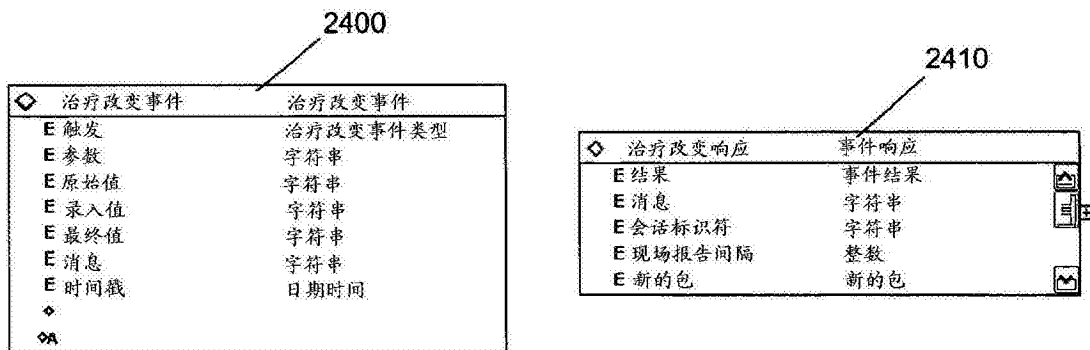 2400
治疗改变事件 治疗改变事件
E 触发 治疗改变事件类型
E 参数 字符串
E 原始值 字符串
E 录入值 字符串
E 最终值 字符串
E 消息 字符串
E 时间戳 日期时间
A
2410
治疗改变响应 事件响应
E 结果 事件结果
E 消息 字符串
E 会话标识符 字符串
E 现场报告间隔 整数
E 新的包 新的包